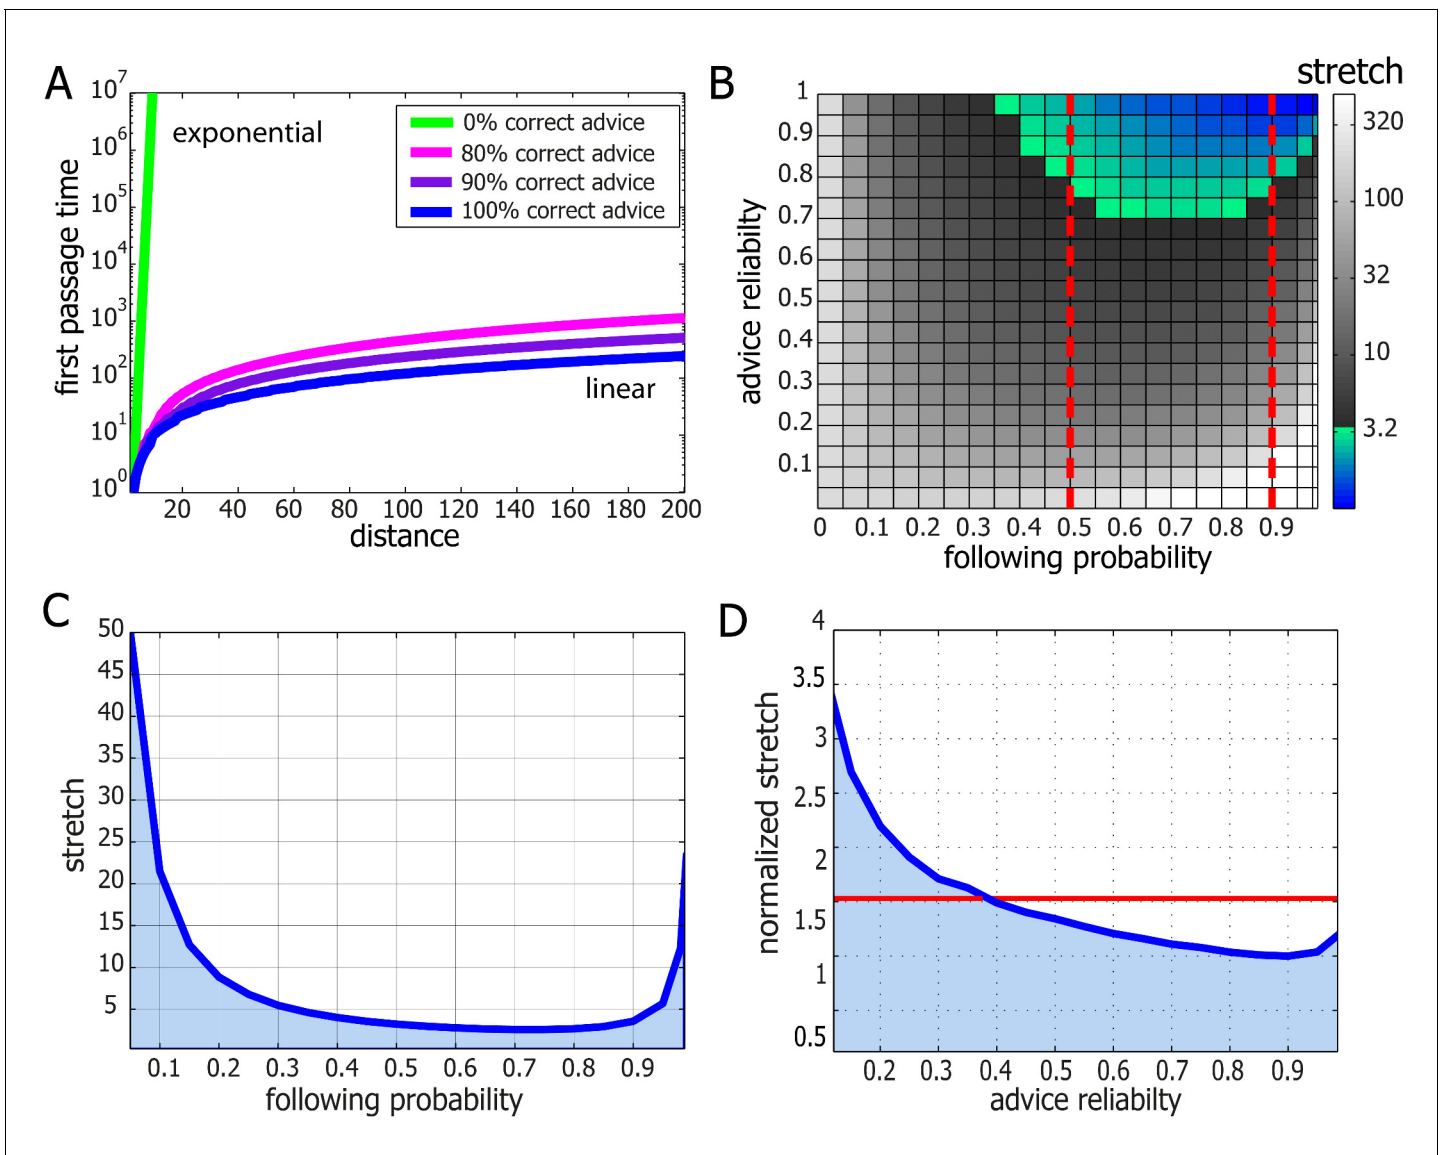 A
first passage time
10^7
10^6
10^5
10^4
10^3
10^2
10^1
10^0
exponential
0% correct advice
80% correct advice
90% correct advice
100% correct advice
linear
20 40 60 80 100 120 140 160 180 200
distance
B
stretch
advice reliabilty
1
0.9
0.8
0.7
0.6
0.5
0.4
0.3
0.2
0.1
0 0.1 0.2 0.3 0.4 0.5 0.6 0.7 0.8 0.9
following probability
320
100
32
10
3.2
C
stretch
50
45
40
35
30
25
20
15
10
5
0.1 0.2 0.3 0.4 0.5 0.6 0.7 0.8 0.9
following probability
D
normalized stretch
4
3.5
3
2.5
2
1.5
1
0.5
0.2 0.3 0.4 0.5 0.6 0.7 0.8 0.9
advice reliabilty